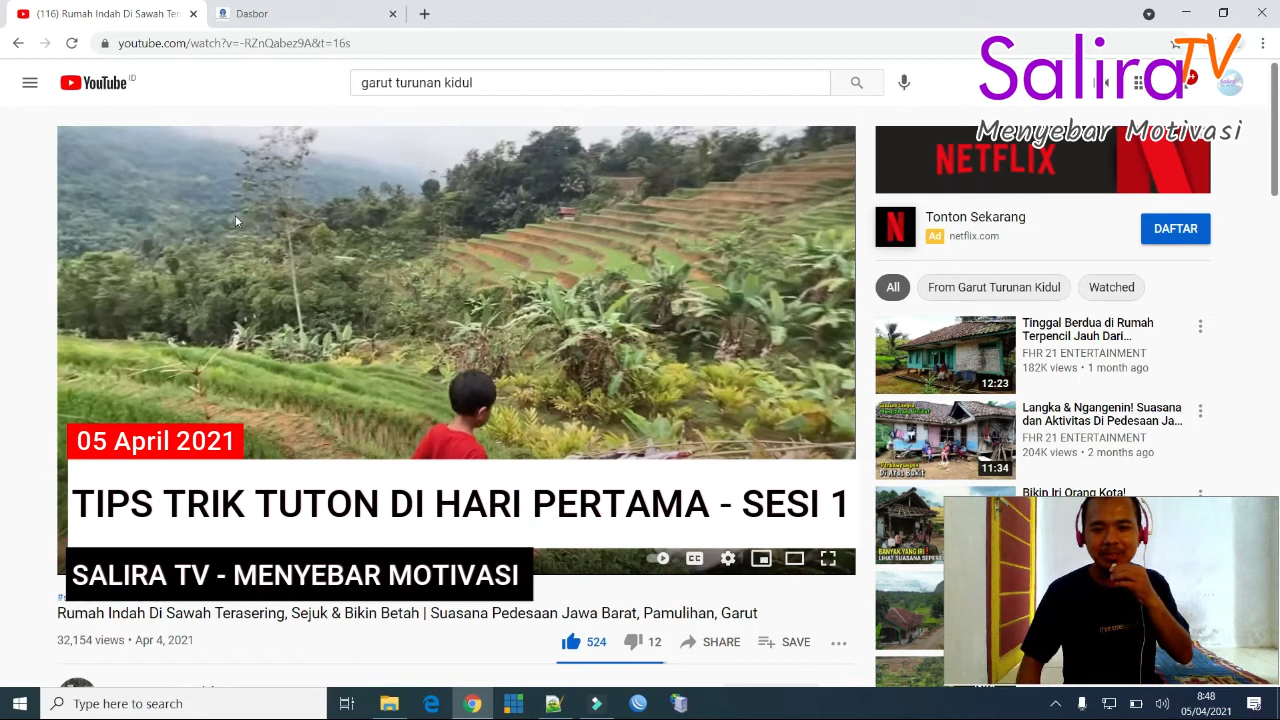 (116) Rumah Indah Di Sawah Tera
Dasbor
youtube.com/watch?v=-RZnQabez9A&t=16s
Salira TV
Menyebar Motivasi
YouTube ID
garut turunan kidul
NETFLIX
N
Tonton Sekarang
Ad netflix.com
DAFTAR
All
From Garut Turunan Kidul
Watched
Tinggal Berdua di Rumah
Terpencil Jauh Dari...
FHR 21 ENTERTAINMENT
182K views • 1 month ago
12:23
Langka & Ngangenin! Suasana
dan Aktivitas Di Pedesaan Ja...
FHR 21 ENTERTAINMENT
204K views • 2 months ago
11:34
Bikin Iri Orang Kota!
BANYAK YANG IRI!
05 April 2021
TIPS TRIK TUTON DI HARI PERTAMA - SESI 1
SALIRA TV - MENYEBAR MOTIVASI
Rumah Indah Di Sawah Terasering, Sejuk & Bikin Betah | Suasana Pedesaan Jawa Barat, Pamulihan, Garut
32,154 views • Apr 4, 2021
524
12
SHARE
SAVE
Type here to search
8:48
05/04/2021